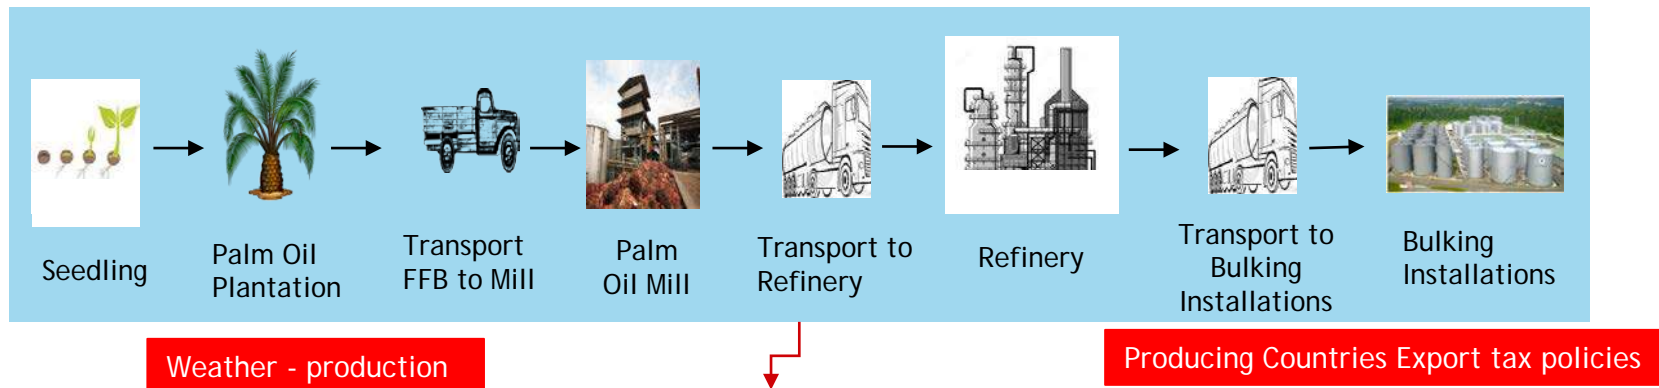 Seedling
Palm Oil
Plantation
Transport
FFB to Mill
Palm
Oil Mill
Transport to
Refinery
Refinery
Transport to
Bulking
Installations
Bulking
Installations
Weather - production
Producing Countries Export tax policies